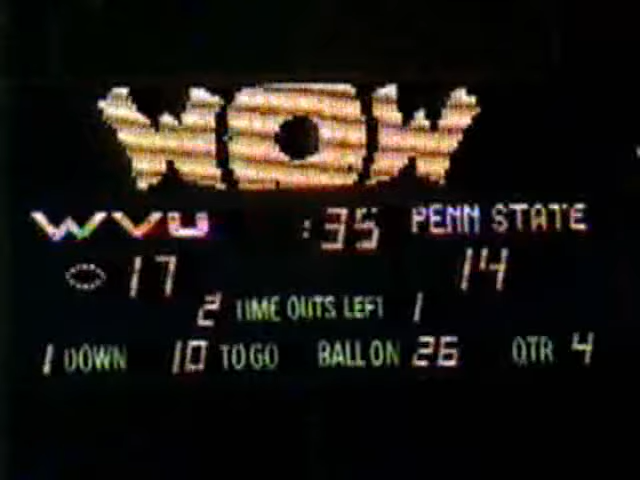 WOW
WVU :35 PENN STATE
17 14
2 TIME OUTS LEFT 1
1 DOWN 10 TO GO BALL ON 26 QTR 4